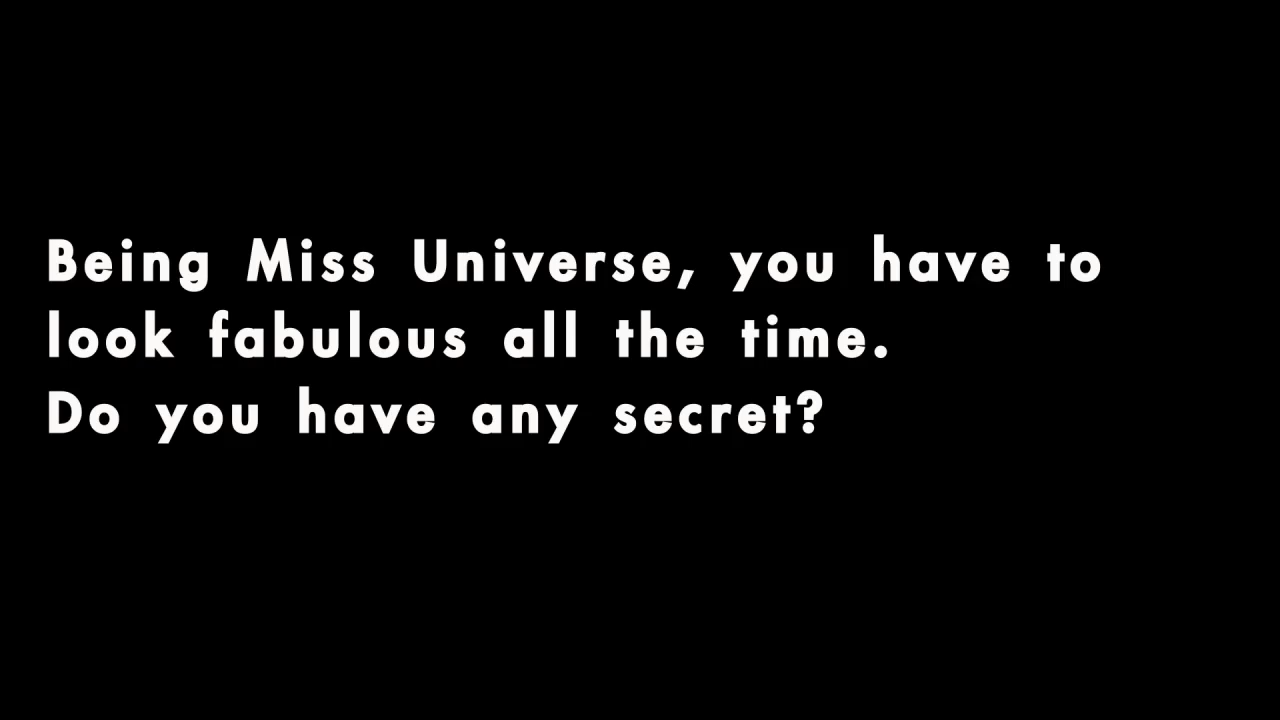 Being Miss Universe, you have to
look fabulous all the time.
Do you have any secret?